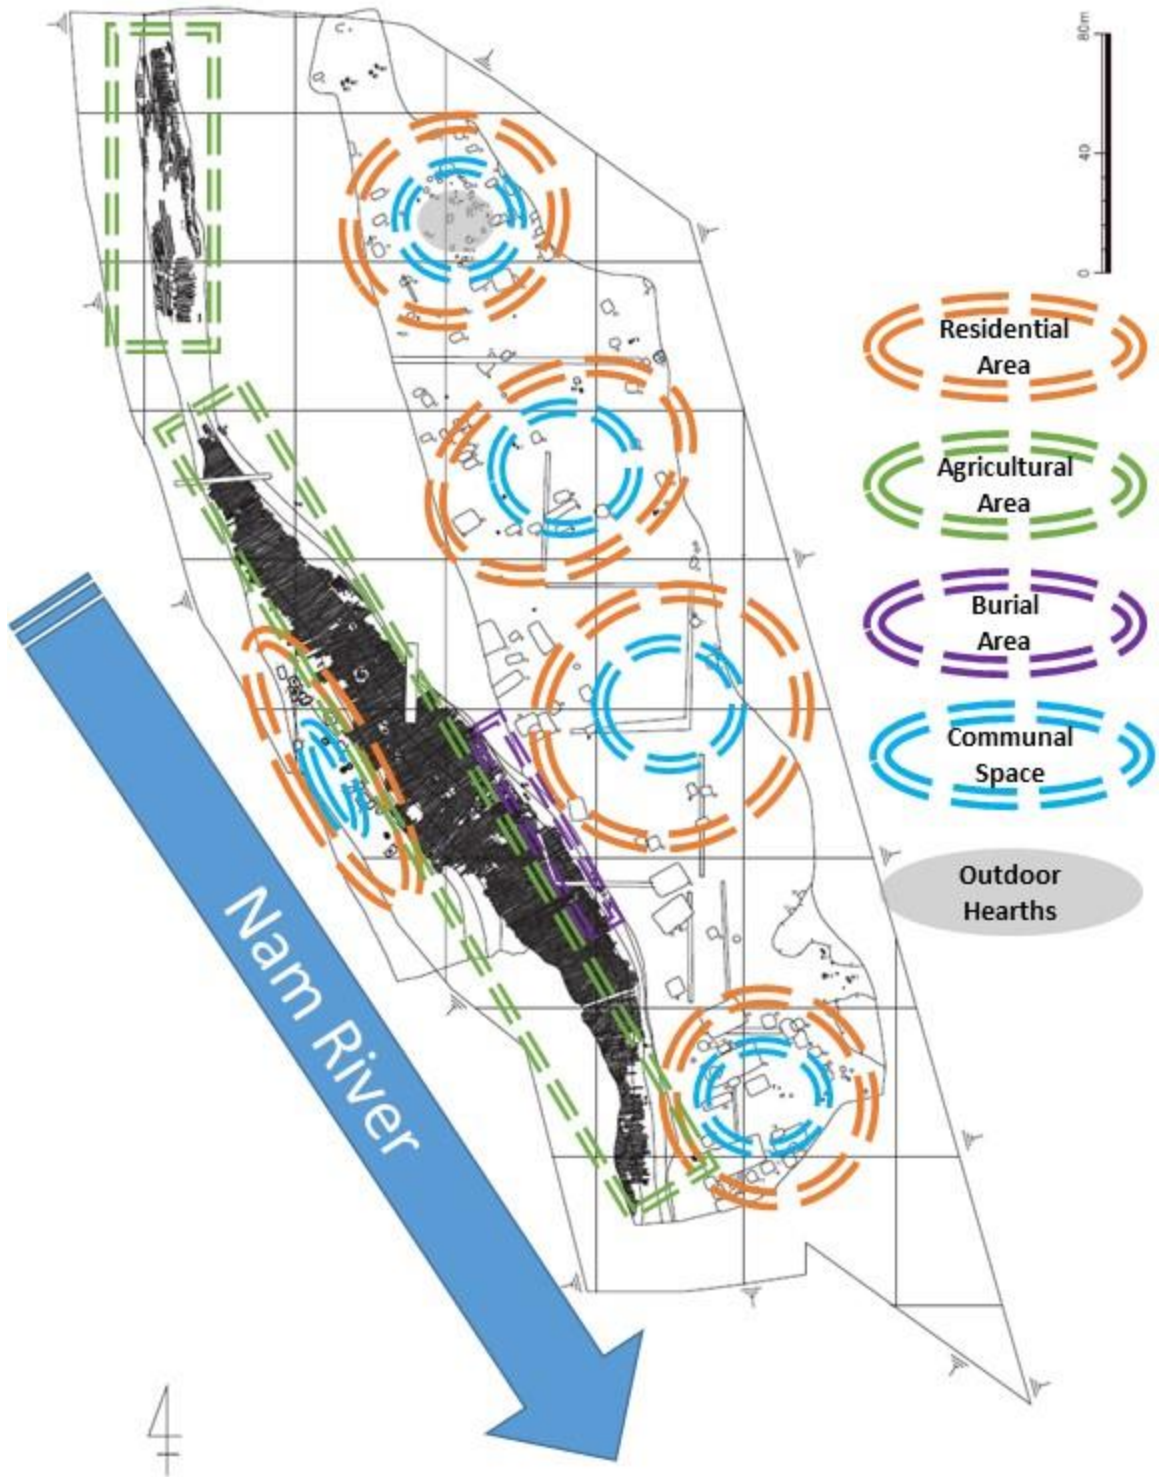 80m
40
0
Residential
Area
Agricultural
Area
Burial
Area
Communal
Space
Outdoor
Hearths
Nam River